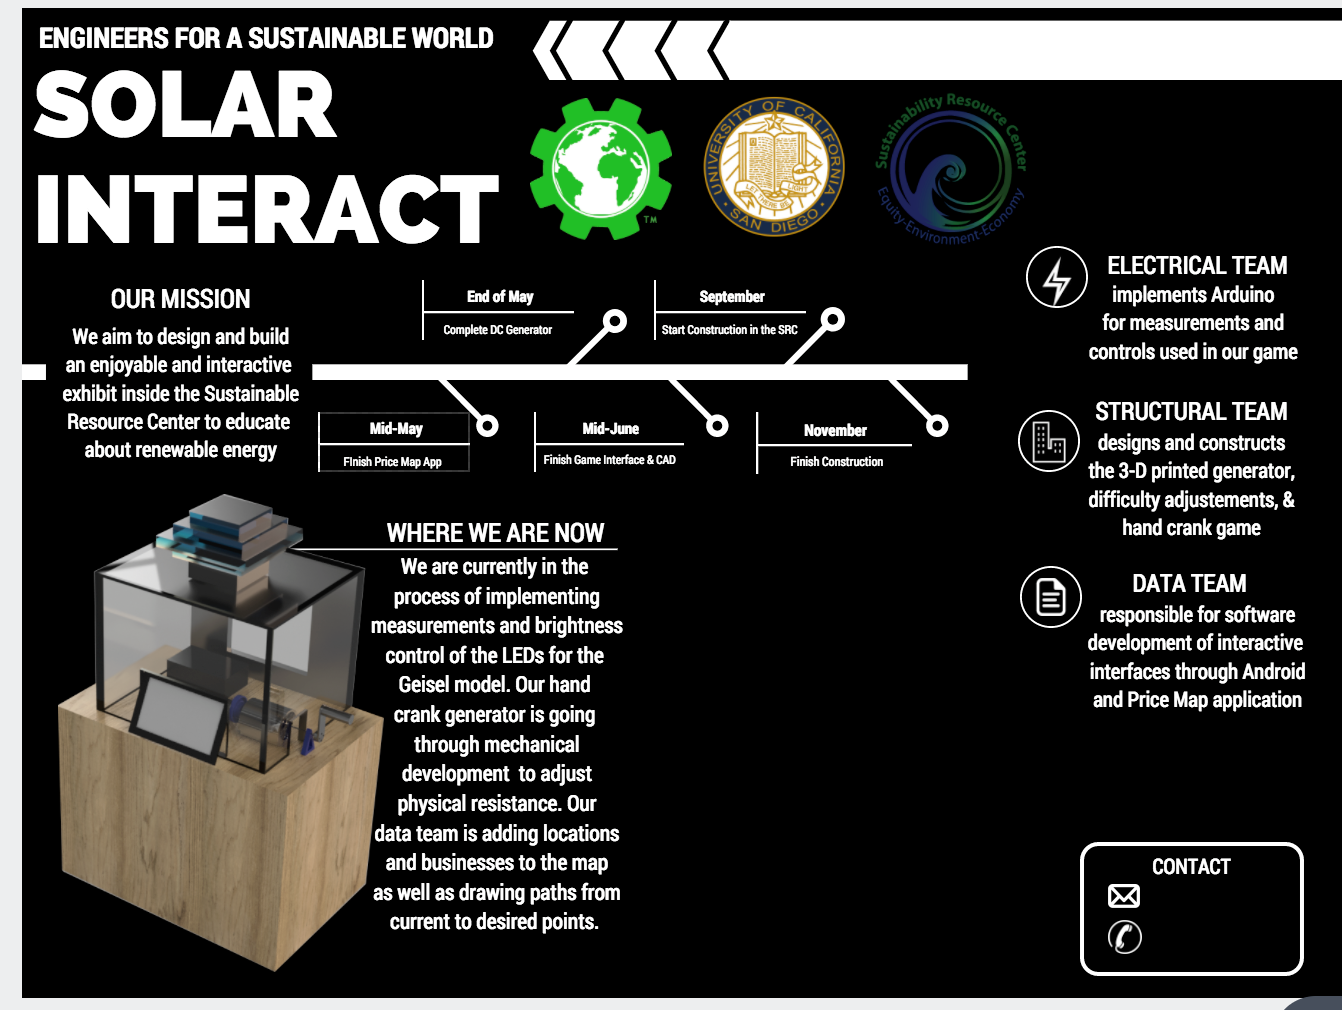 ENGINEERS FOR A SUSTAINABLE WORLD
SOLAR
INTERACT
TM
UNIVERSITY OF CALIFORNIA
SAN DIEGO
LET THERE BE LIGHT
Sustainability Resource Center
Equity-Environment-Economy
OUR MISSION
We aim to design and build
an enjoyable and interactive
exhibit inside the Sustainable
Resource Center to educate
about renewable energy
End of May
Complete DC Generator
September
Start Construction in the SRC
Mid-May
FInish Price Map App
Mid-June
Finish Game Interface & CAD
November
Finish Construction
WHERE WE ARE NOW
We are currently in the
process of implementing
measurements and brightness
control of the LEDs for the
Geisel model. Our hand
crank generator is going
through mechanical
development  to adjust
physical resistance. Our
data team is adding locations
and businesses to the map
as well as drawing paths from
current to desired points.
ELECTRICAL TEAM
implements Arduino
for measurements and
controls used in our game
STRUCTURAL TEAM
designs and constructs
the 3-D printed generator,
difficulty adjustements, &
hand crank game
DATA TEAM
responsible for software
development of interactive
interfaces through Android
and Price Map application
CONTACT